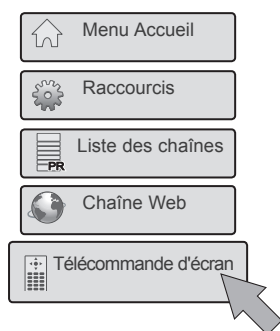 Menu Accueil
Raccourcis
Liste des chaînes
PR
Chaîne Web
Télécommande d'écran